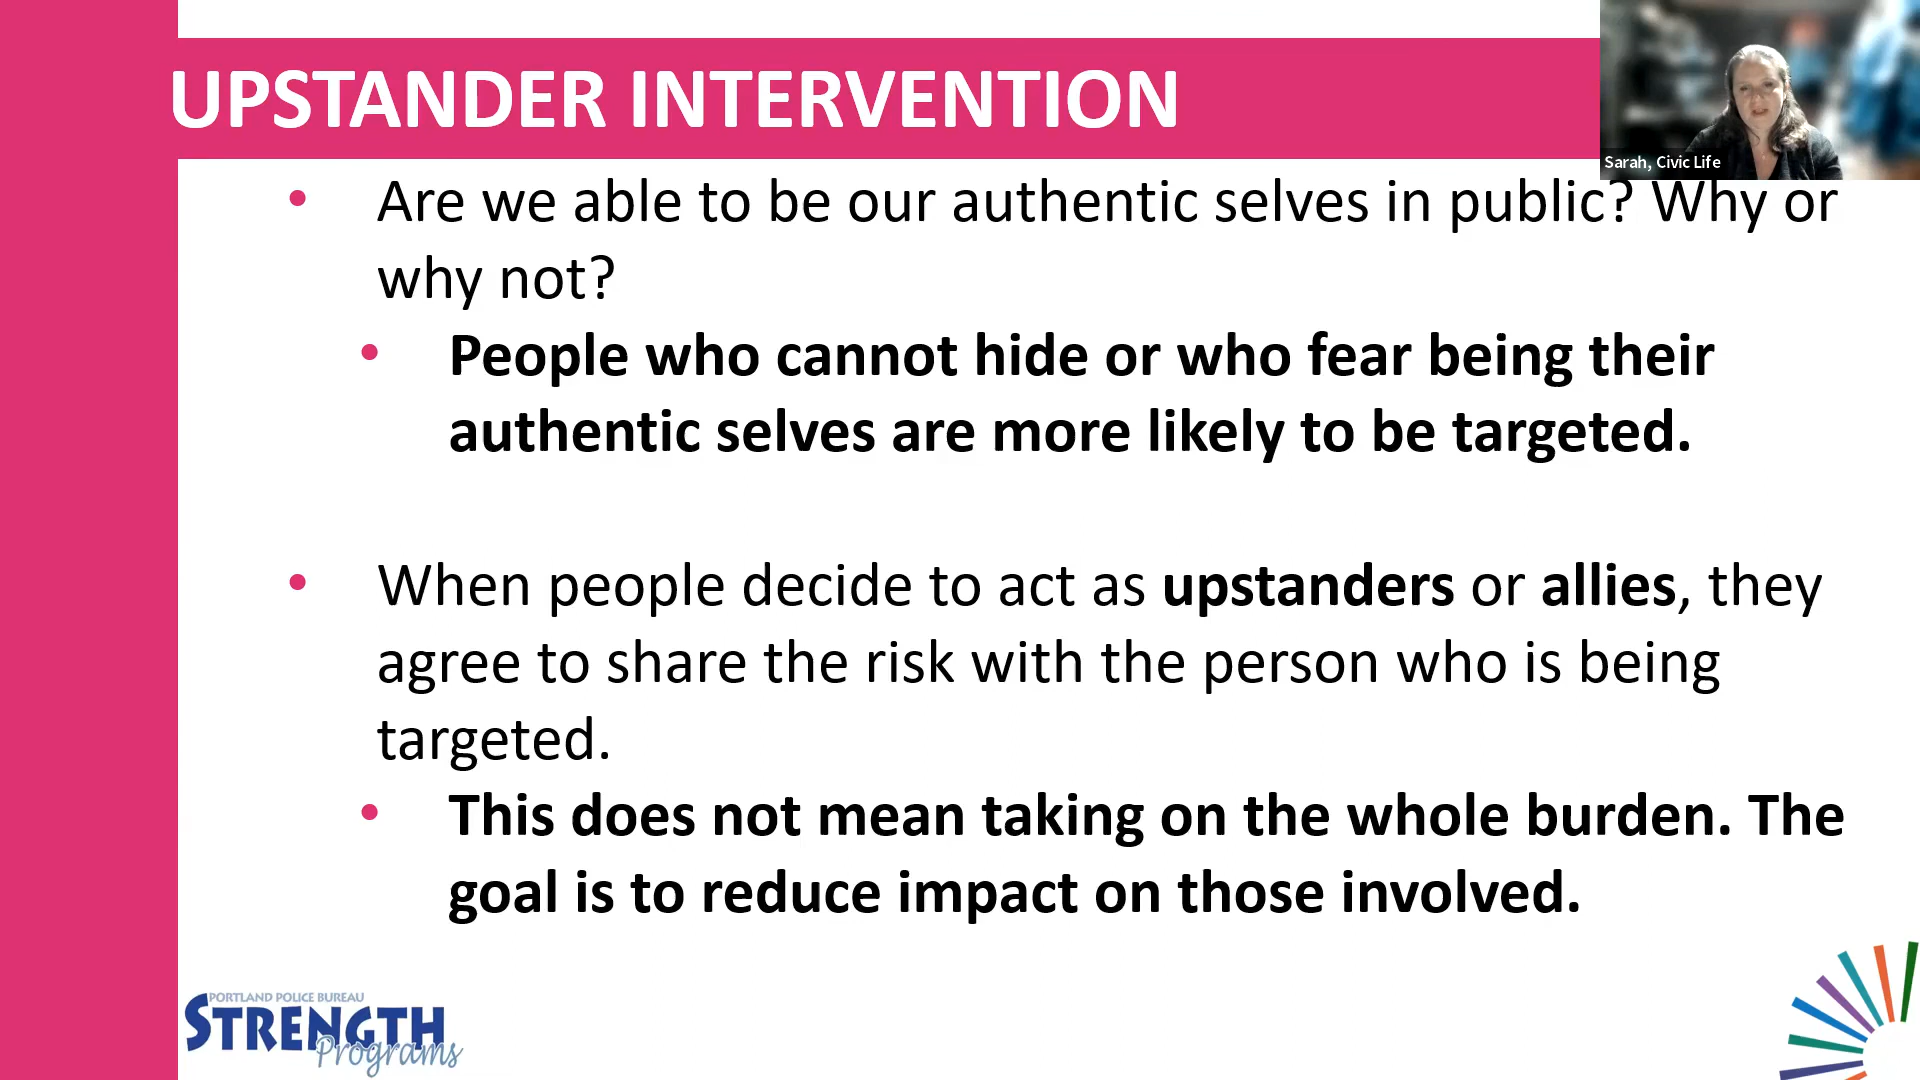 UPSTANDER INTERVENTION
Sarah, Civic Life
• Are we able to be our authentic selves in public? Why or
why not?
• People who cannot hide or who fear being their
authentic selves are more likely to be targeted.
• When people decide to act as upstanders or allies, they
agree to share the risk with the person who is being
targeted.
• This does not mean taking on the whole burden. The
goal is to reduce impact on those involved.
PORTLAND POLICE BUREAU
STRENGTH
Programs